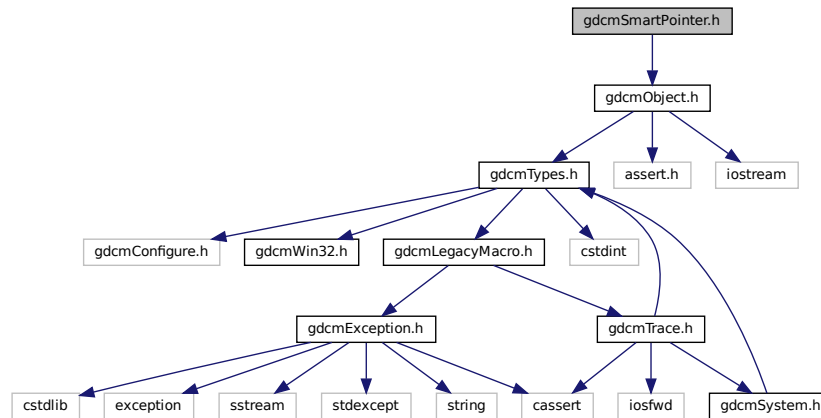 gdcmSmartPointer.h
gdcmObject.h
gdcmTypes.h
assert.h
iostream
gdcmConfigure.h
gdcmWin32.h
gdcmLegacyMacro.h
cstdint
gdcmException.h
gdcmTrace.h
cstdlib
exception
sstream
stdexcept
string
cassert
iosfwd
gdcmSystem.h